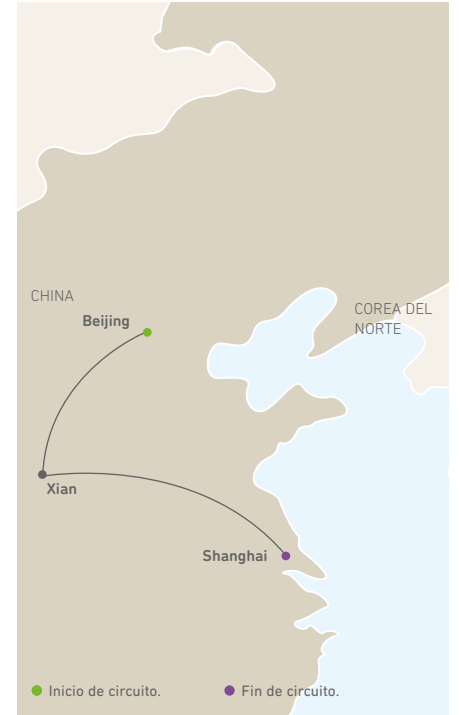 CHINA
COREA DEL
NORTE
Beijing
Xian
Shanghai
Inicio de circuito.
Fin de circuito.